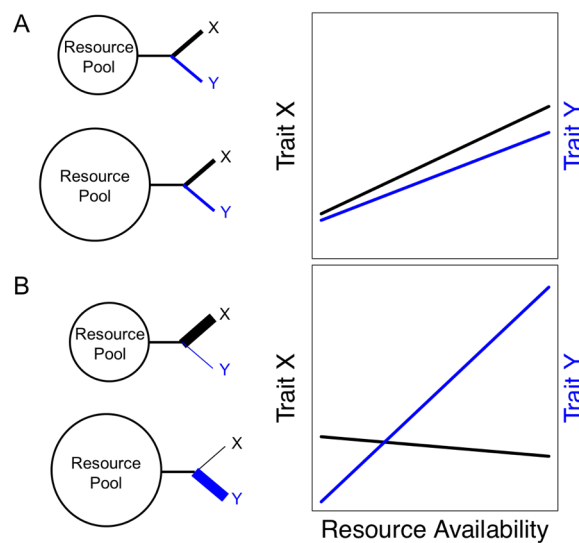 A
Resource
Pool
X
Y
Resource
Pool
X
Y
Trait X
Trait Y
B
Resource
Pool
X
Y
Resource
Pool
X
Y
Trait X
Trait Y
Resource Availability